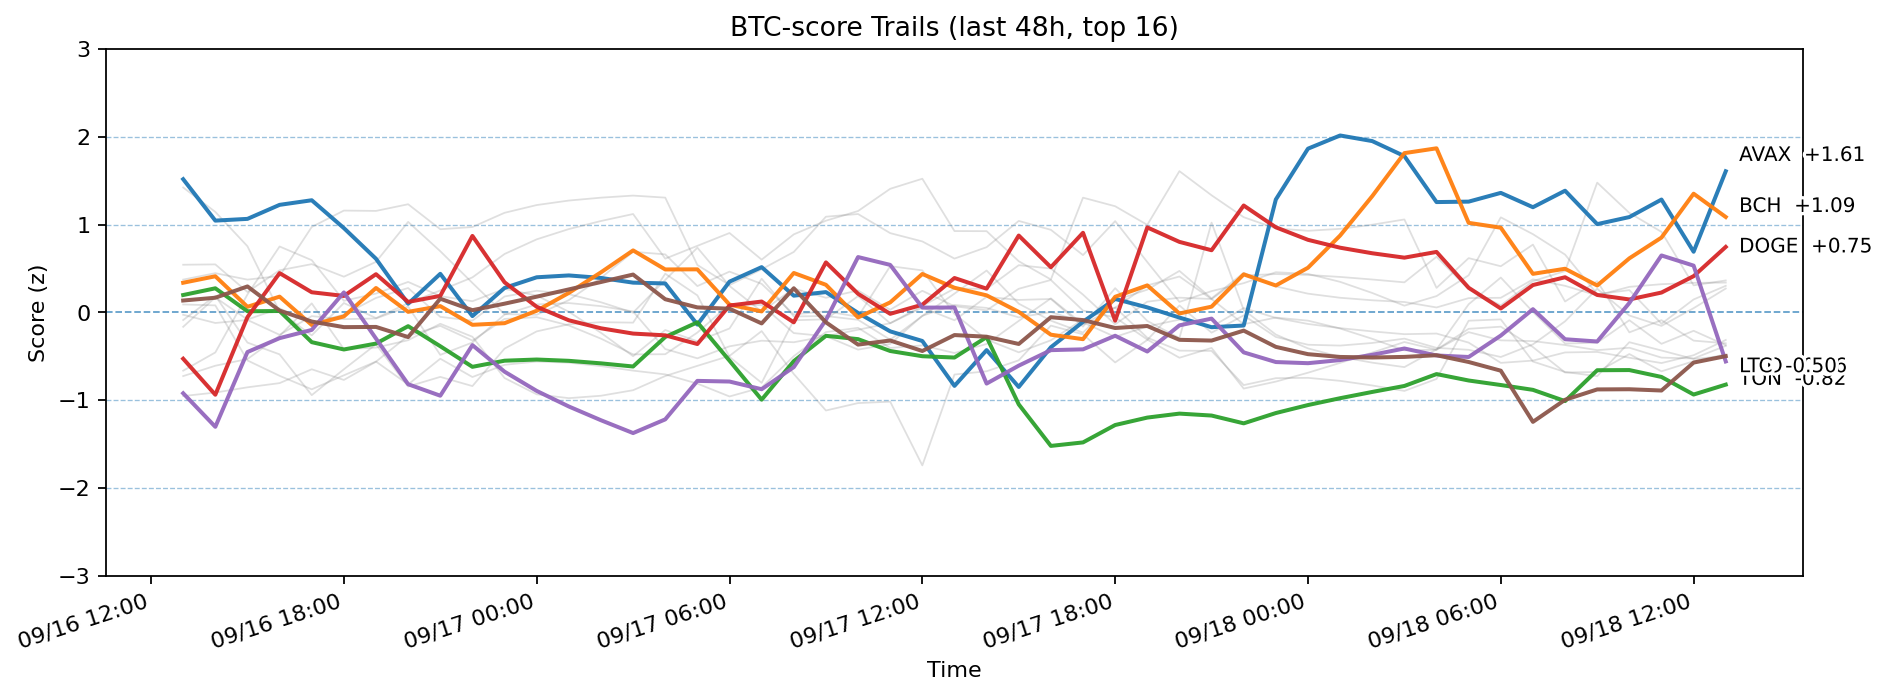 BTC-score Trails (last 48h, top 16)
3
2
1
0
−1
−2
−3
Score (z)
AVAX +1.61
BCH +1.09
DOGE +0.75
TON -0.82
09/16 12:00
09/16 18:00
09/17 00:00
09/17 06:00
09/17 12:00
09/17 18:00
09/18 00:00
09/18 06:00
09/18 12:00
Time